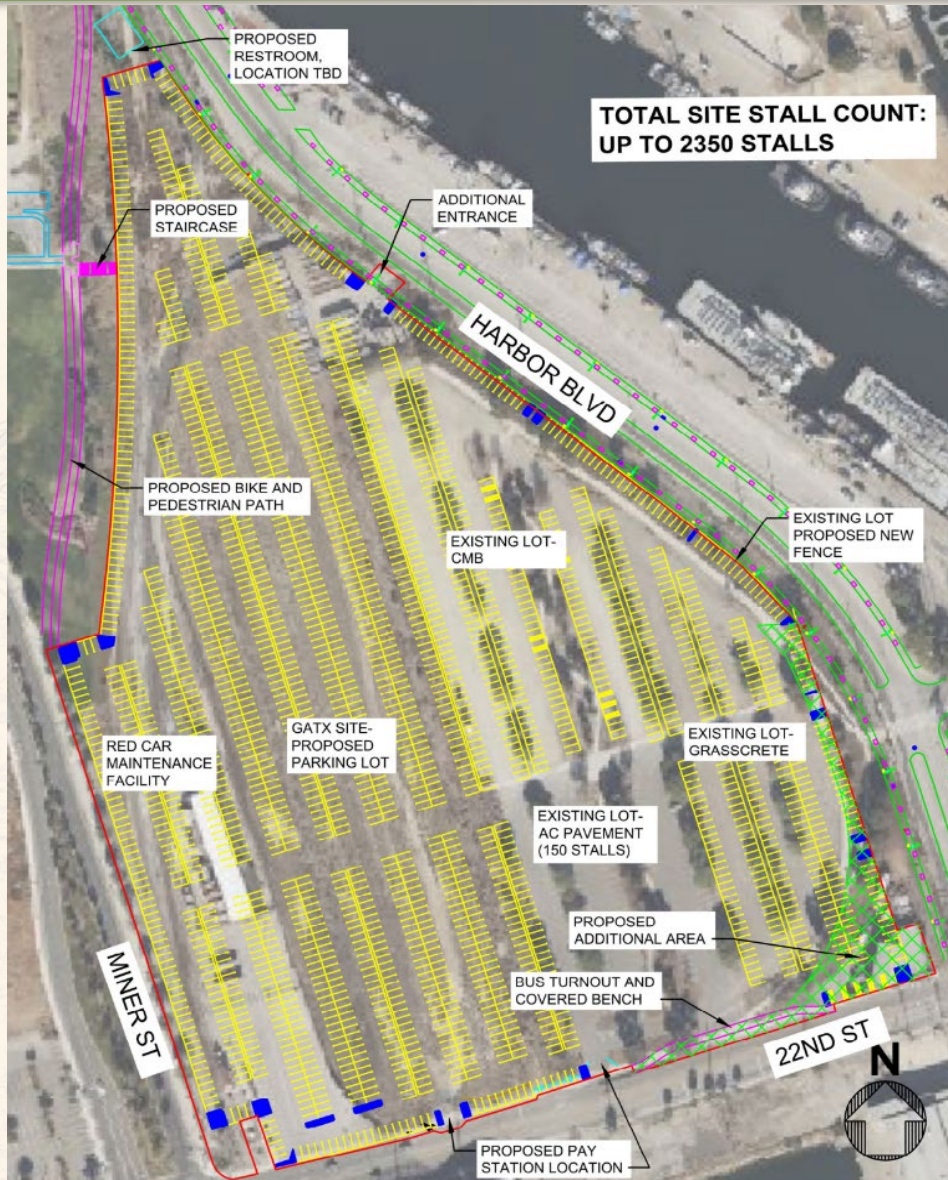 PROPOSED
RESTROOM,
LOCATION TBD
TOTAL SITE STALL COUNT:
UP TO 2350 STALLS
PROPOSED
STAIRCASE
ADDITIONAL
ENTRANCE
HARBOR BLVD
PROPOSED BIKE AND
PEDESTRIAN PATH
EXISTING LOT
PROPOSED NEW
FENCE
EXISTING LOT-
CMB
RED CAR
MAINTENANCE
FACILITY
GATX SITE-
PROPOSED
PARKING LOT
EXISTING LOT-
GRASSCRETE
EXISTING LOT-
AC PAVEMENT
(150 STALLS)
PROPOSED
ADDITIONAL AREA
BUS TURNOUT AND
COVERED BENCH
MINER ST
22ND ST
N
PROPOSED PAY
STATION LOCATION